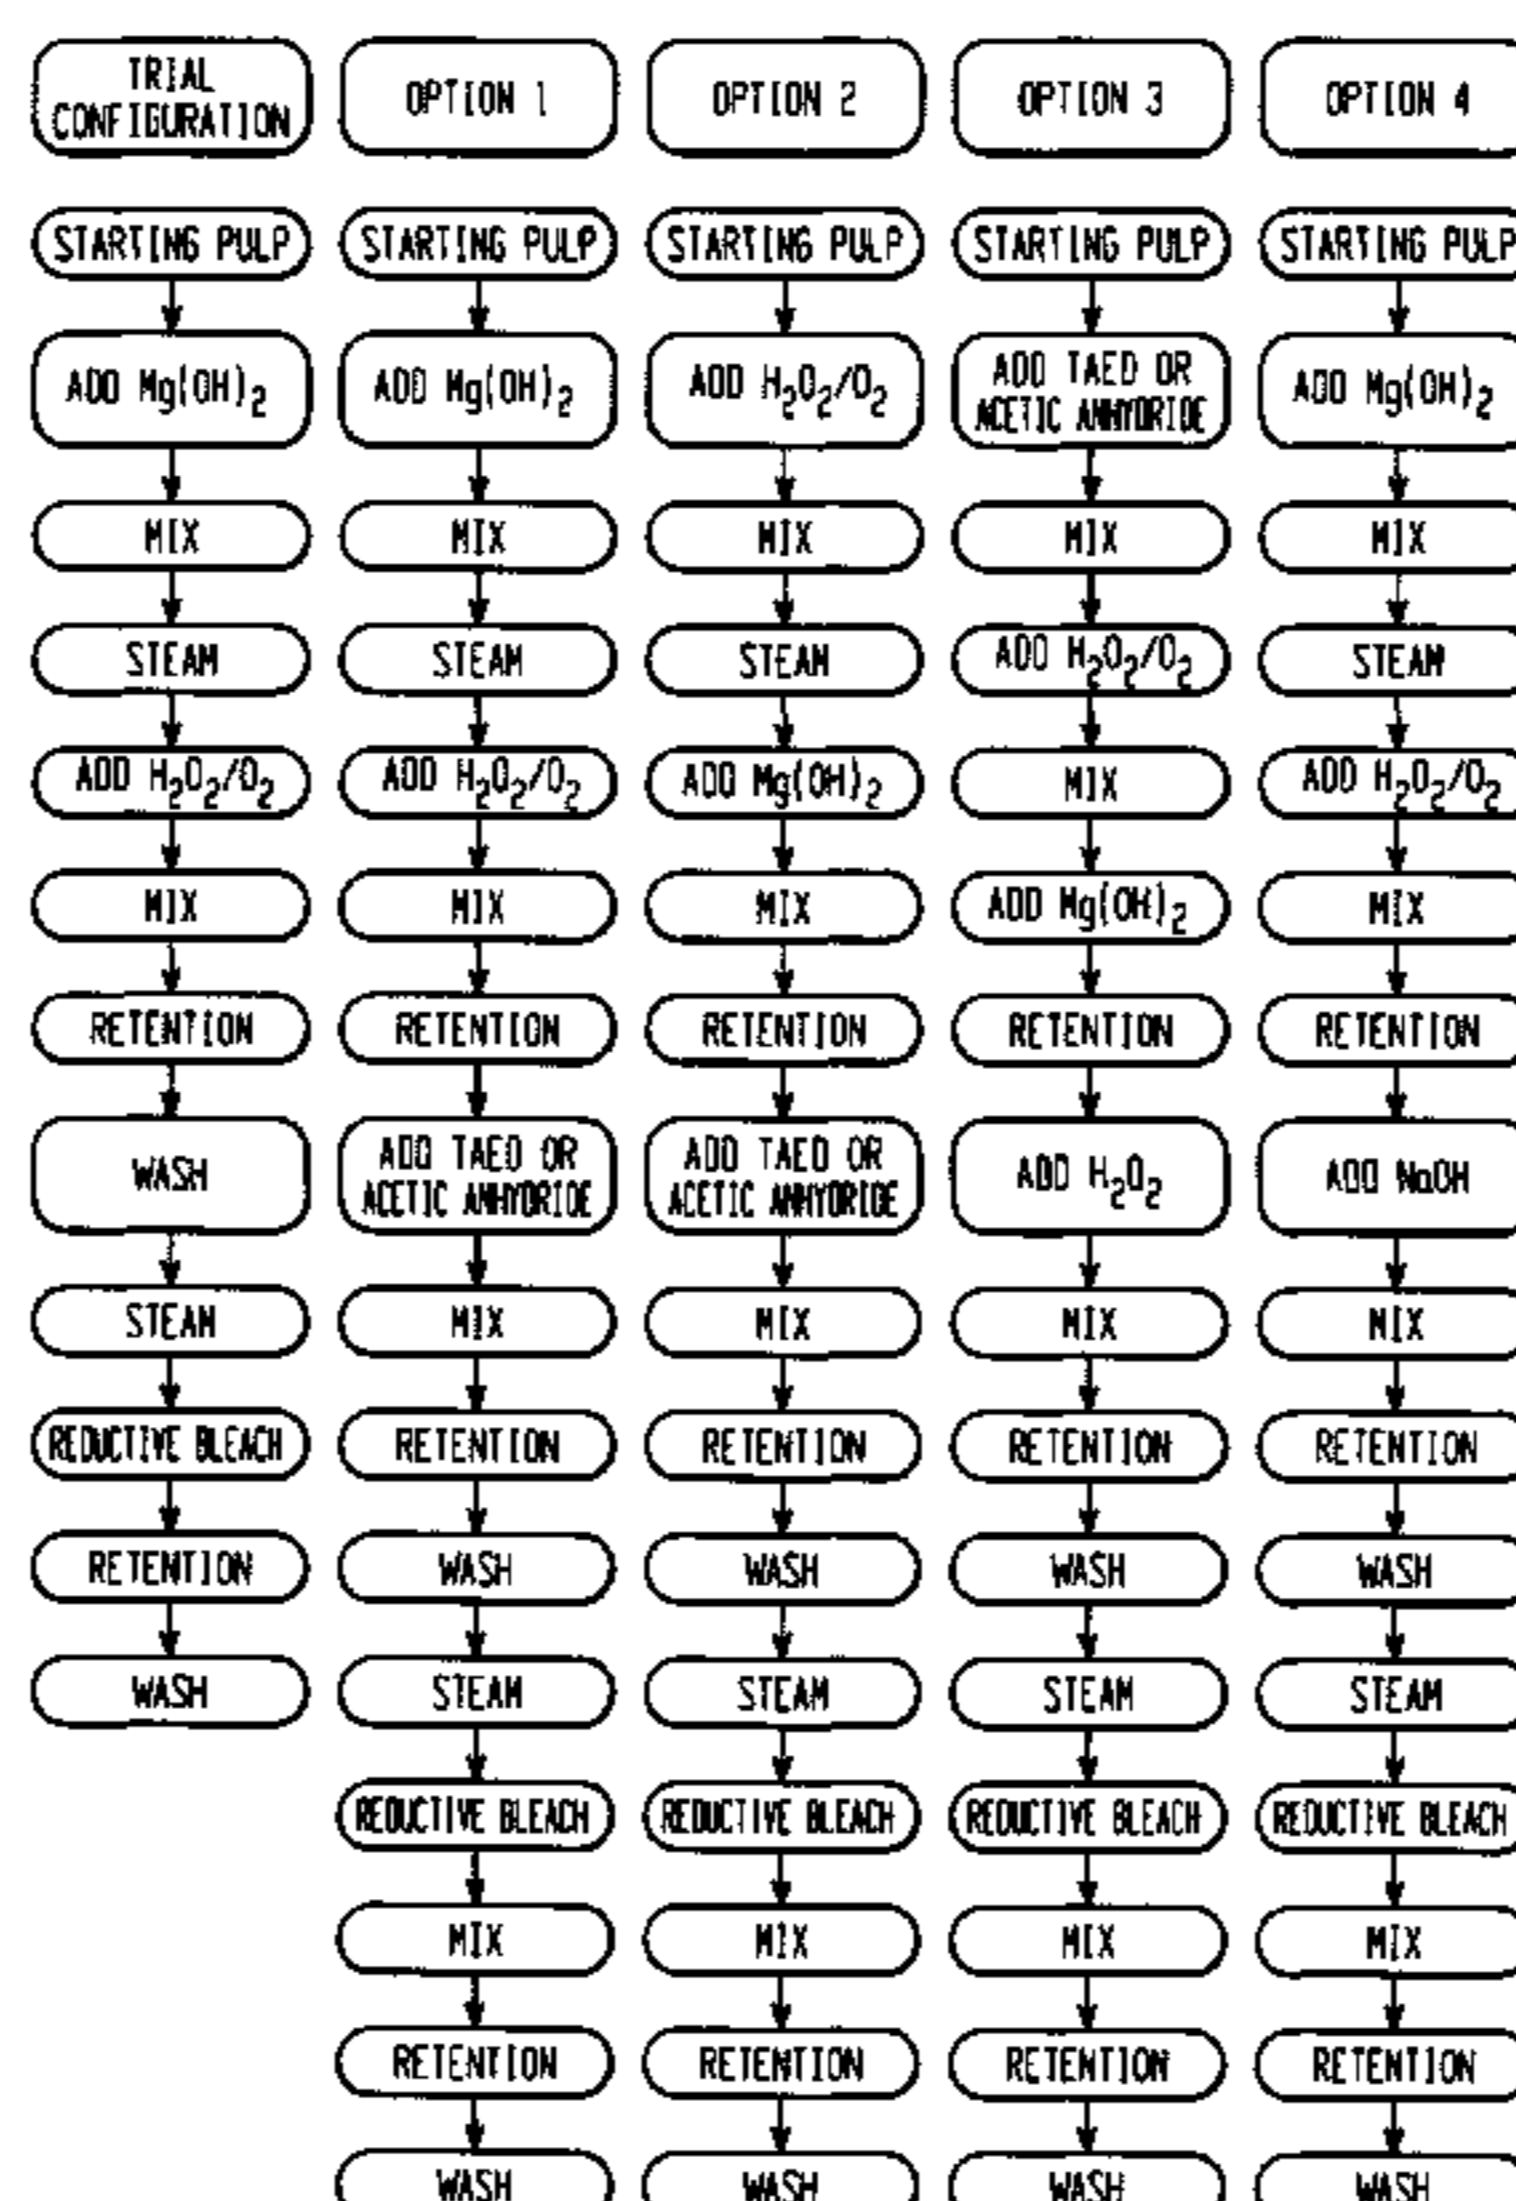 TRIAL
CONFIGURATION
STARTING PULP
ADD Mg(OH)2
MIX
STEAM
ADD H2O2/O2
MIX
RETENTION
WASH
STEAM
REDUCTIVE BLEACH
RETENTION
WASH
OPTION 1
STARTING PULP
ADD Mg(OH)2
MIX
STEAM
ADD H2O2/O2
MIX
RETENTION
ADD TAED OR
ACETIC ANHYDRIDE
MIX
RETENTION
WASH
STEAM
REDUCTIVE BLEACH
MIX
RETENTION
WASH
OPTION 2
STARTING PULP
ADD H2O2/O2
MIX
STEAM
ADD Mg(OH)2
MIX
RETENTION
ADD TAED OR
ACETIC ANHYDRIDE
MIX
RETENTION
WASH
STEAM
REDUCTIVE BLEACH
MIX
RETENTION
WASH
OPTION 3
STARTING PULP
ADD TAED OR
ACETIC ANHYDRIDE
MIX
ADD H2O2/O2
MIX
ADD Mg(OH)2
RETENTION
ADD H2O2
MIX
RETENTION
WASH
STEAM
REDUCTIVE BLEACH
MIX
RETENTION
WASH
OPTION 4
STARTING PULP
ADD Mg(OH)2
MIX
STEAM
ADD H2O2/O2
MIX
RETENTION
ADD NaOH
MIX
RETENTION
WASH
STEAM
REDUCTIVE BLEACH
MIX
RETENTION
WASH